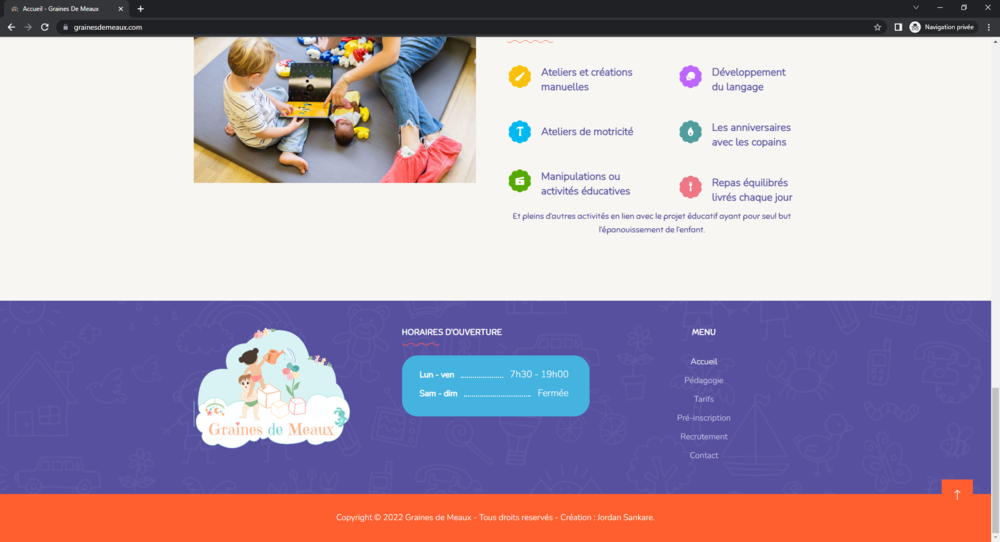 Accueil - Graines De Meaux
grainesdemeaux.com
Navigation privée
Ateliers et créations
manuelles
Développement
du langage
Ateliers de motricité
Les anniversaires
avec les copains
Manipulations ou
activités éducatives
Repas équilibrés
livrés chaque jour
Et pleins d'autres activités en lien avec le projet éducatif ayant pour seul but
l'épanouissement de l'enfant.
Graines de Meaux
HORAIRES D'OUVERTURE
Lun - ven ..................... 7h30 - 19h00
Sam - dim ................................. Fermée
MENU
Accueil
Pédagogie
Tarifs
Pré-inscription
Recrutement
Contact
Copyright © 2022 Graines de Meaux - Tous droits reservés - Création : Jordan Sankare.